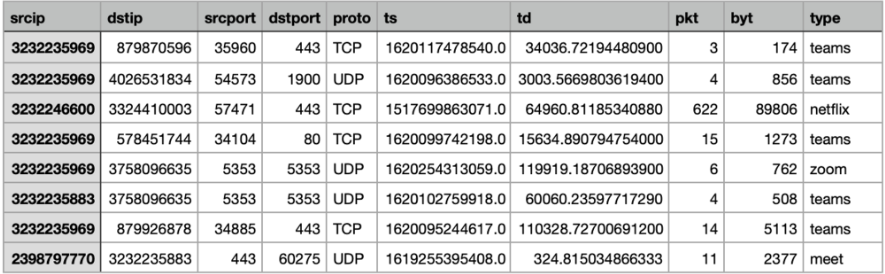 srcip dstip srcport dstport proto ts td pkt byt type
3232235969 879870596 35960 443 TCP 1620117478540.0 34036.72194480900 3 174 teams
3232235969 4026531834 54573 1900 UDP 1620096386533.0 3003.5669803619400 4 856 teams
3232246600 3324410003 57471 443 TCP 1517699863071.0 64960.81185340880 622 89806 netflix
3232235969 578451744 34104 80 TCP 1620099742198.0 15634.890794754000 15 1273 teams
3232235969 3758096635 5353 5353 UDP 1620254313059.0 119919.18706893900 6 762 zoom
3232235883 3758096635 5353 5353 UDP 1620102759918.0 60060.23597717290 4 508 teams
3232235969 879926878 34885 443 TCP 1620095244617.0 110328.72700691200 14 5113 teams
2398797770 3232235883 443 60275 UDP 1619255395408.0 324.815034866333 11 2377 meet